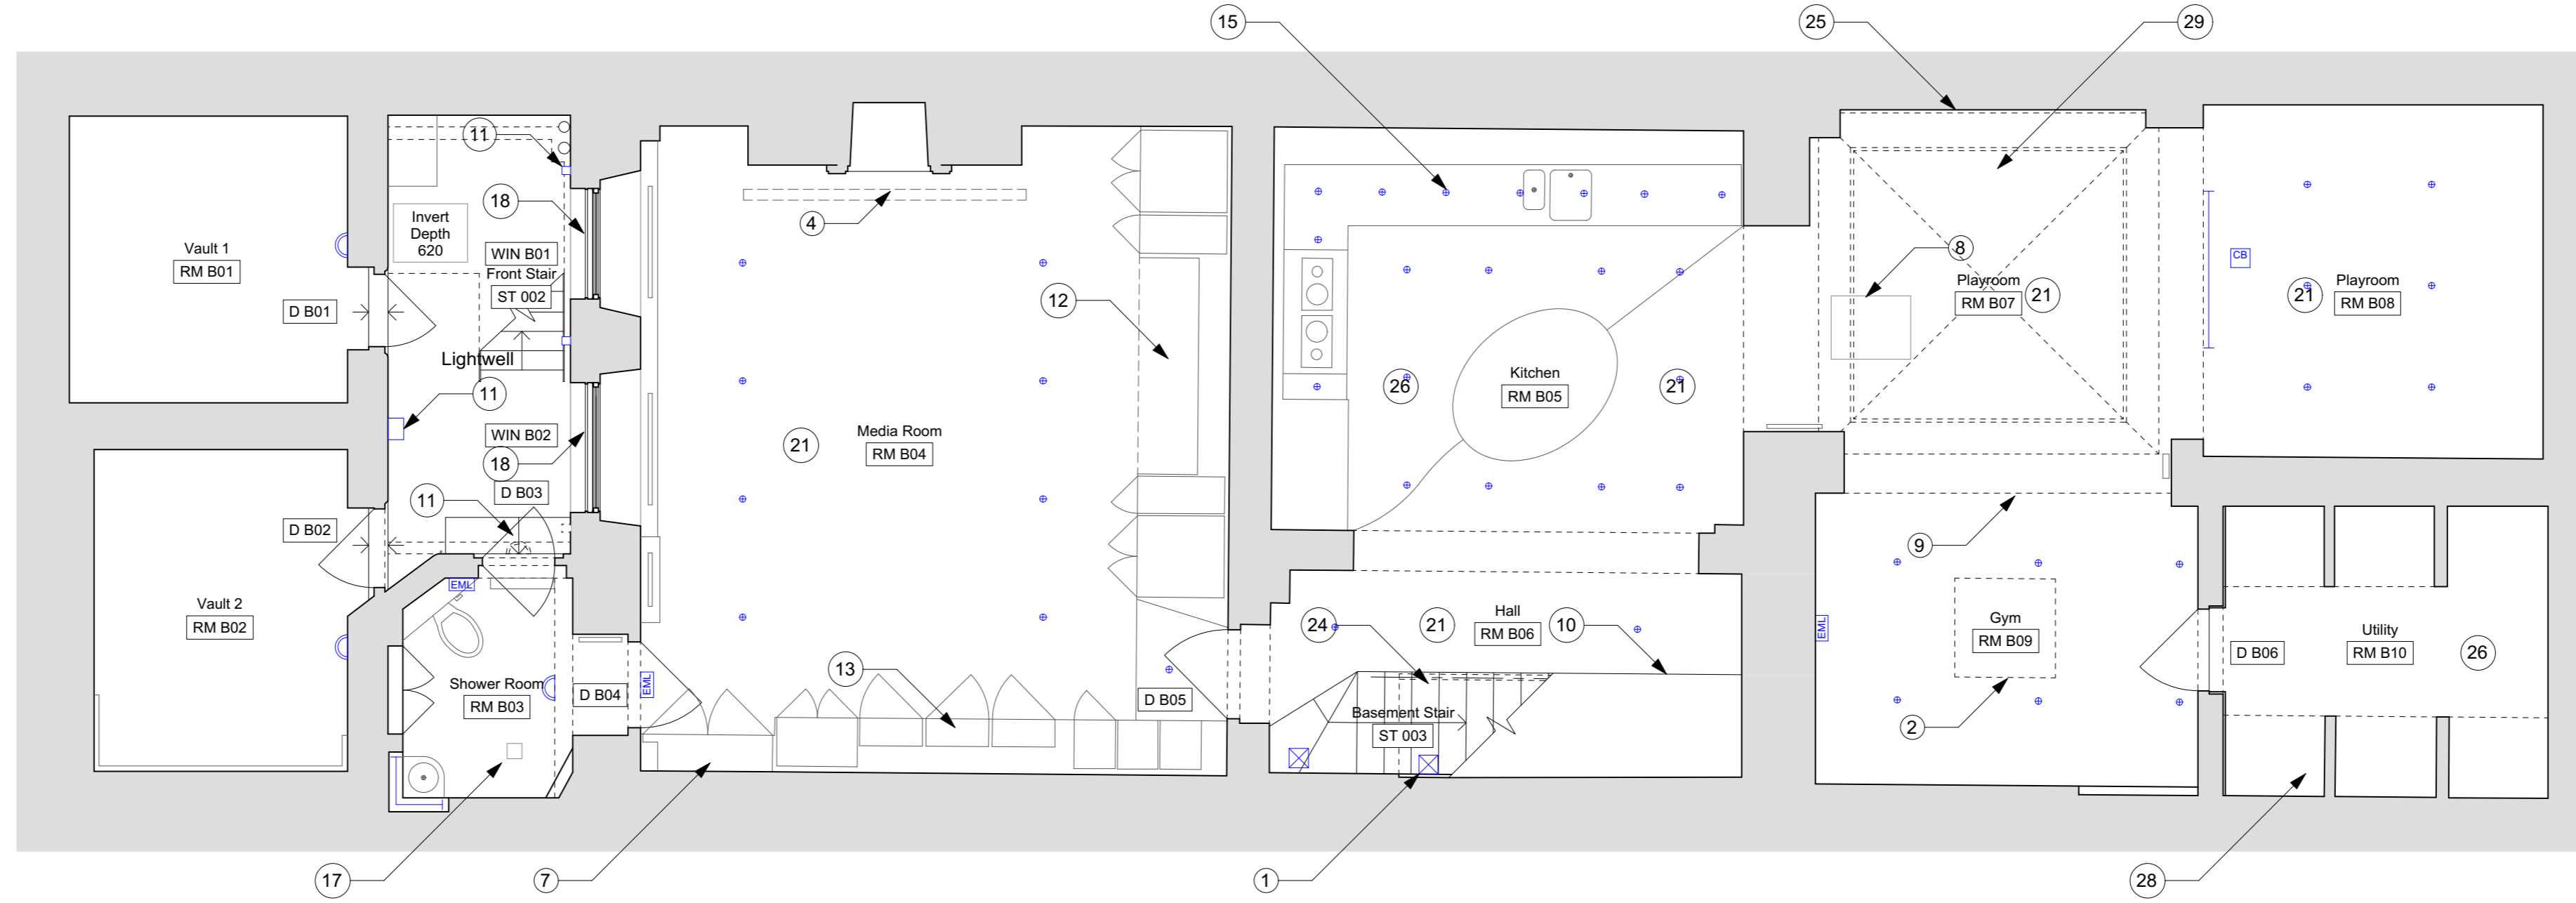 15
25
29
11
18
Invert
Depth
620
WIN B01
Front Stair
ST 002
Vault 1
RM B01
D B01
4
12
8
Playroom
RM B07
21
CB
21
Playroom
RM B08
Lightwell
11
WIN B02
18
D B03
11
D B02
21
Media Room
RM B04
26
Kitchen
RM B05
21
9
EML
Vault 2
RM B02
Shower Room
RM B03
D B04
EML
13
D B05
24
21
Hall
RM B06
10
Basement Stair
ST 003
EML
Gym
RM B09
2
D B06
Utility
RM B10
26
17
7
1
28